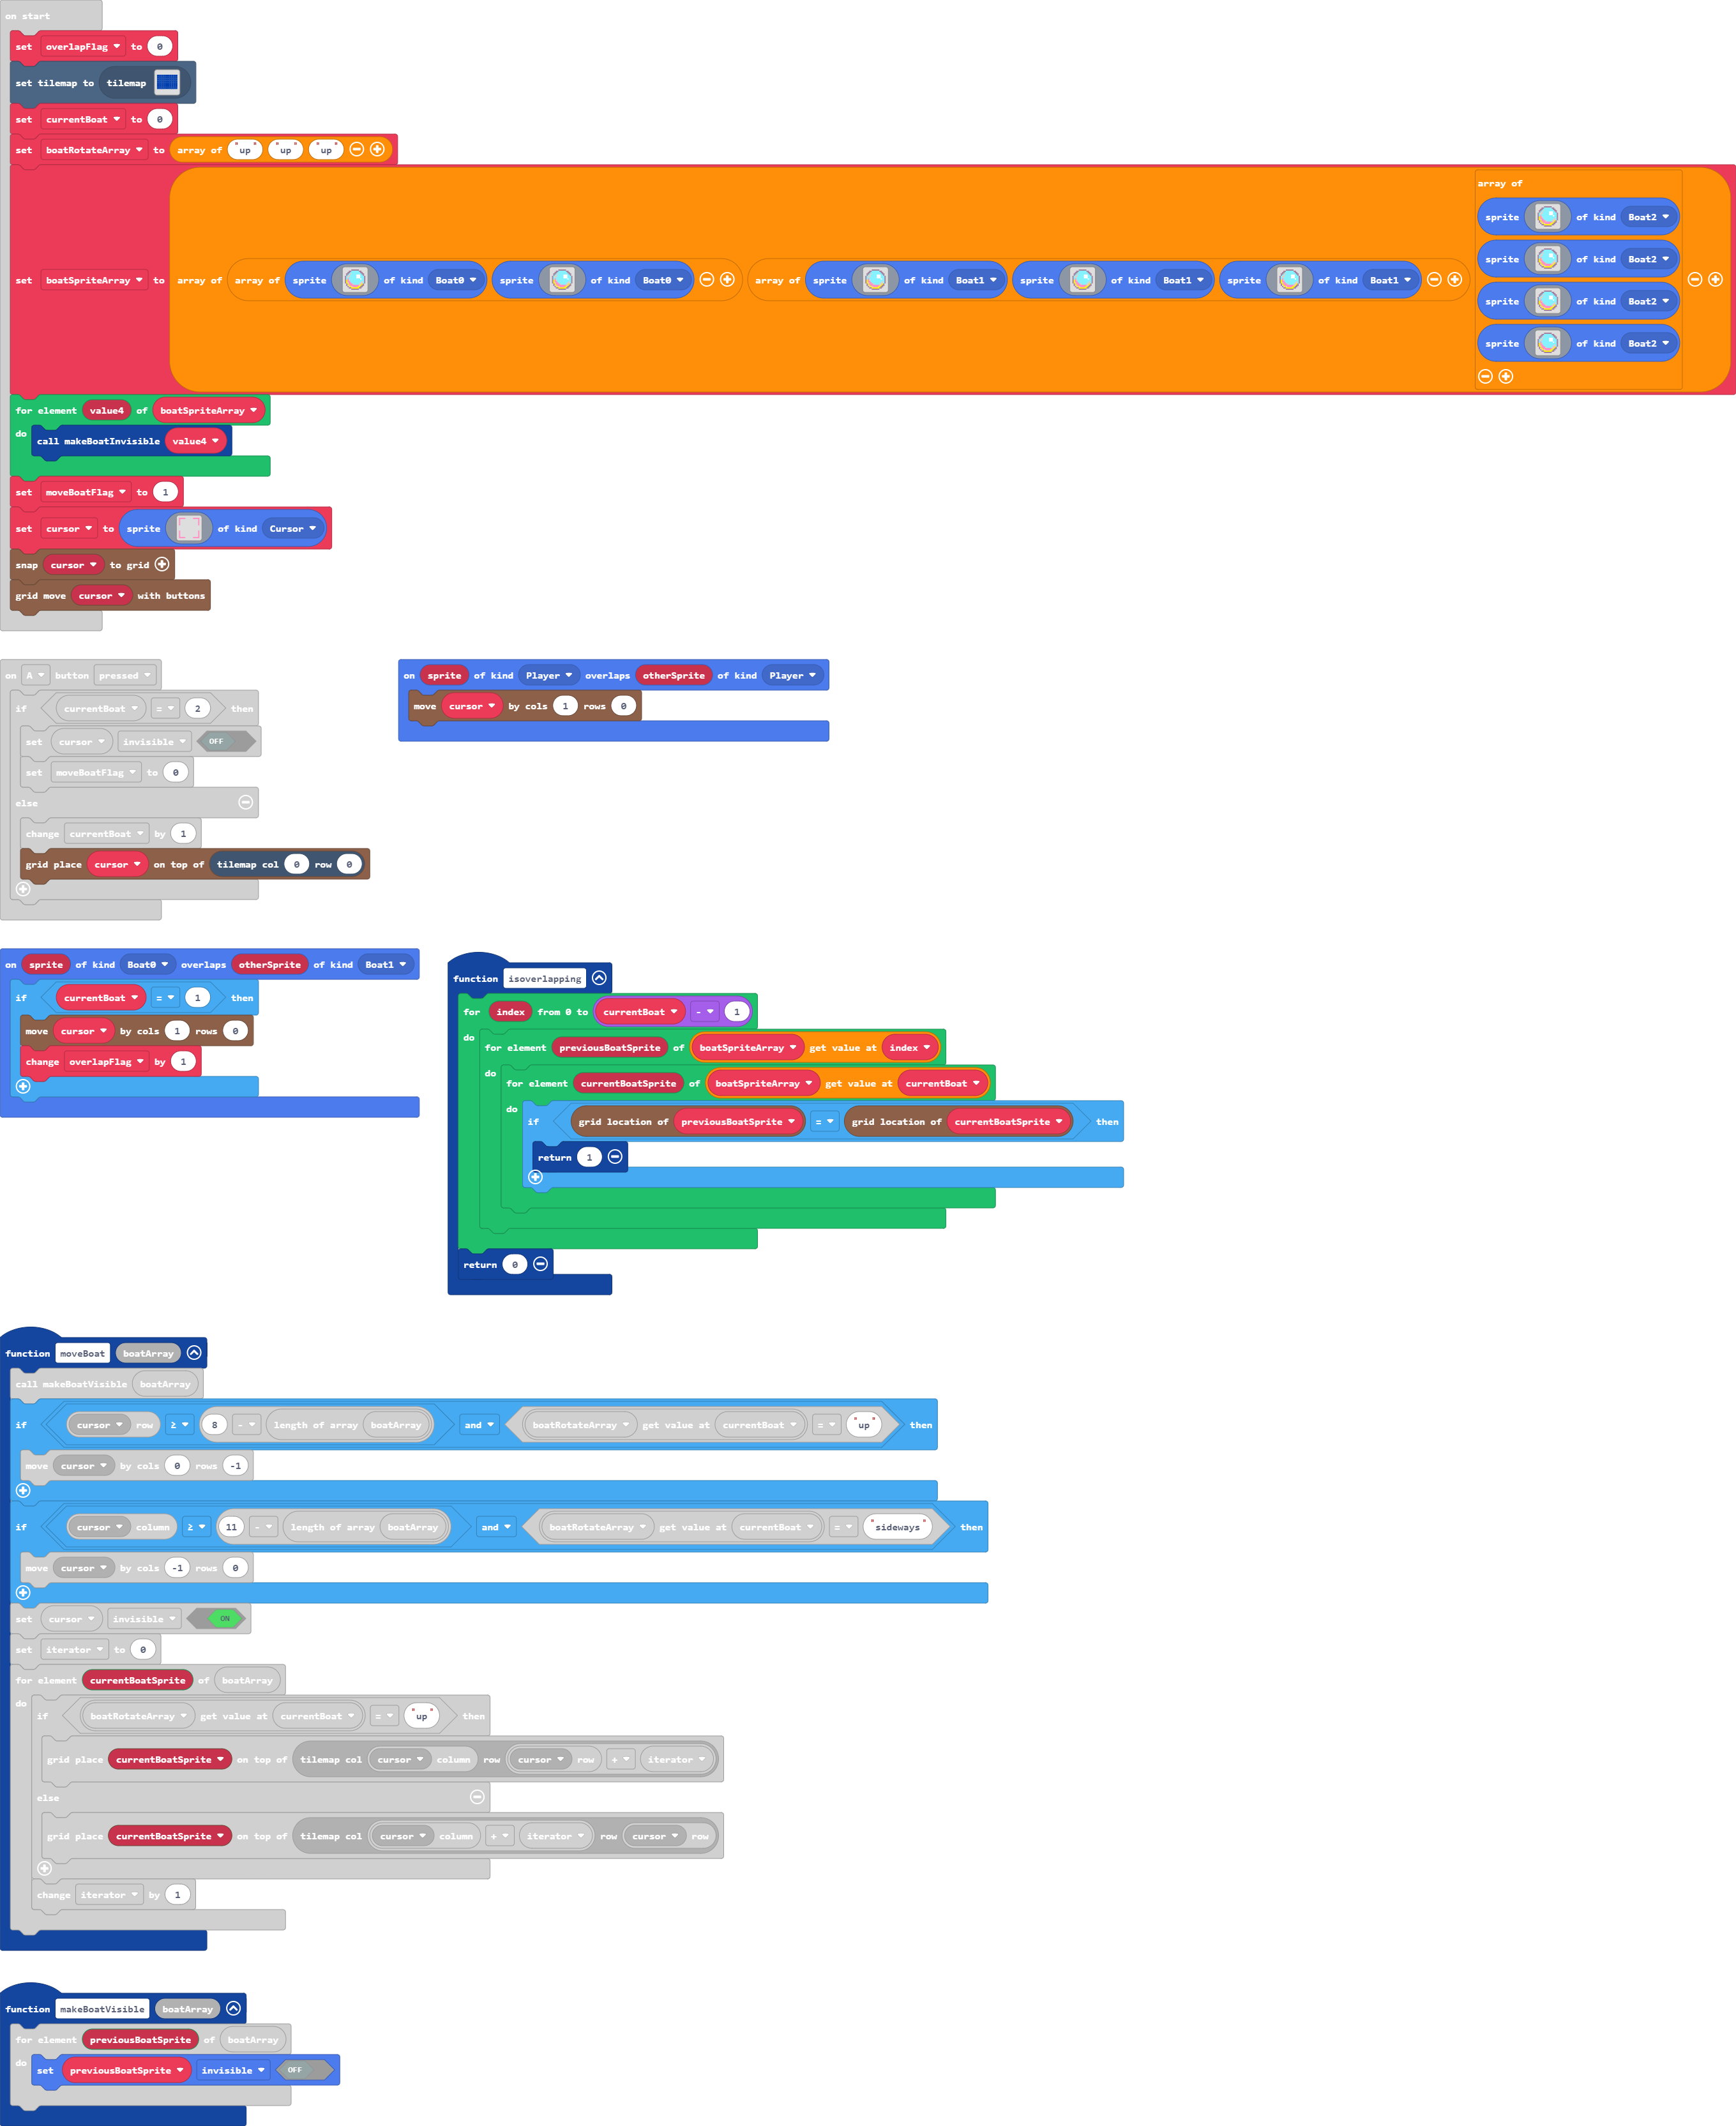 on start
set overlapFlag to 0
set tilemap to tilemap
set currentBoat to 0
set boatRotateArray to array of "up" "up" "up"
array of
sprite of kind Boat2
sprite of kind Boat2
set boatSpriteArray to array of array of sprite of kind Boat0 sprite of kind Boat0 array of sprite of kind Boat1 sprite of kind Boat1 sprite of kind Boat1
sprite of kind Boat2
sprite of kind Boat2
for element value4 of boatSpriteArray
do call makeBoatInvisible value4
set moveBoatFlag to 1
set cursor to sprite of kind Cursor
snap cursor to grid
grid move cursor with buttons
on A button pressed
if currentBoat = 2 then
set cursor invisible OFF
set moveBoatFlag to 0
else
change currentBoat by 1
grid place cursor on top of tilemap col 0 row 0
on sprite of kind Player overlaps otherSprite of kind Player
move cursor by cols 1 rows 0
on sprite of kind Boat0 overlaps otherSprite of kind Boat1
if currentBoat = 1 then
move cursor by cols 1 rows 0
change overlapFlag by 1
function isoverlapping
for index from 0 to currentBoat - 1
do for element previousBoatSprite of boatSpriteArray get value at index
do for element currentBoatSprite of boatSpriteArray get value at currentBoat
do if grid location of previousBoatSprite = grid location of currentBoatSprite then
return 1
return 0
function moveBoat boatArray
call makeBoatVisible boatArray
if cursor row ≥ 8 - length of array boatArray and boatRotateArray get value at currentBoat = "up" then
move cursor by cols 0 rows -1
if cursor column ≥ 11 - length of array boatArray and boatRotateArray get value at currentBoat = "sideways" then
move cursor by cols -1 rows 0
set cursor invisible ON
set iterator to 0
for element currentBoatSprite of boatArray
do if boatRotateArray get value at currentBoat = "up" then
grid place currentBoatSprite on top of tilemap col cursor column row cursor row + iterator
else
grid place currentBoatSprite on top of tilemap col cursor column + iterator row cursor row
change iterator by 1
function makeBoatVisible boatArray
for element previousBoatSprite of boatArray
do set previousBoatSprite invisible OFF